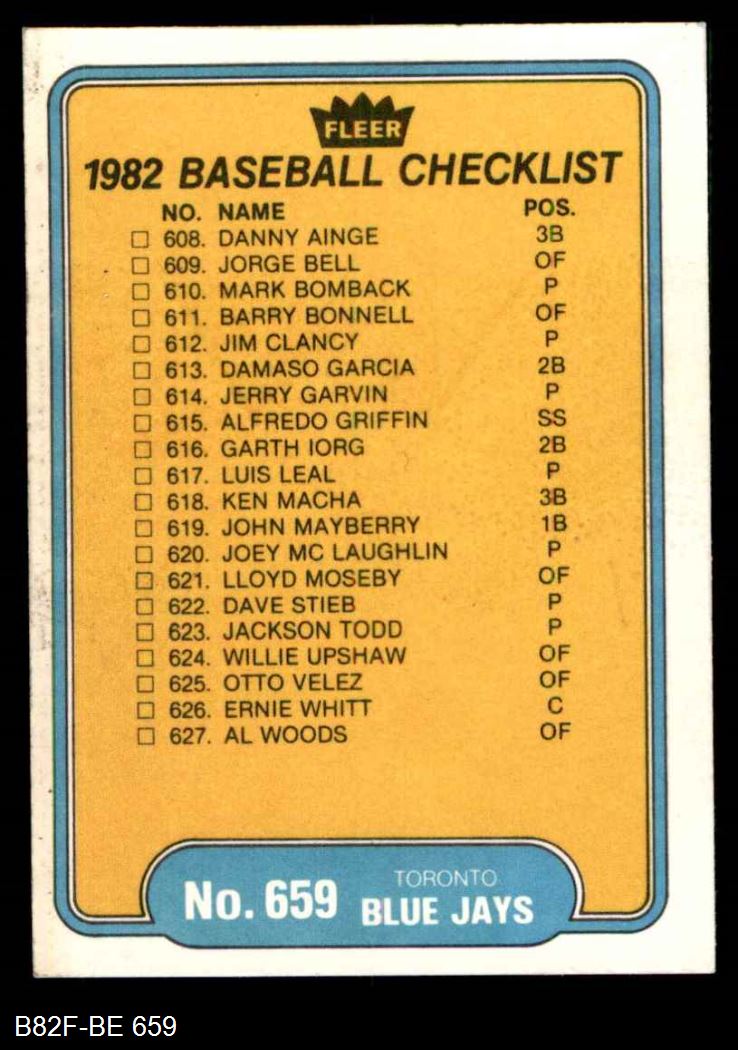 FLEER
1982 BASEBALL CHECKLIST
NO. NAME POS.
608. DANNY AINGE 3B
609. JORGE BELL OF
610. MARK BOMBACK P
611. BARRY BONNELL OF
612. JIM CLANCY P
613. DAMASO GARCIA 2B
614. JERRY GARVIN P
615. ALFREDO GRIFFIN SS
616. GARTH IORG 2B
617. LUIS LEAL P
618. KEN MACHA 3B
619. JOHN MAYBERRY 1B
620. JOEY MC LAUGHLIN P
621. LLOYD MOSEBY OF
622. DAVE STIEB P
623. JACKSON TODD P
624. WILLIE UPSHAW OF
625. OTTO VELEZ OF
626. ERNIE WHITT C
627. AL WOODS OF
No. 659
TORONTO
BLUE JAYS
B82F-BE 659